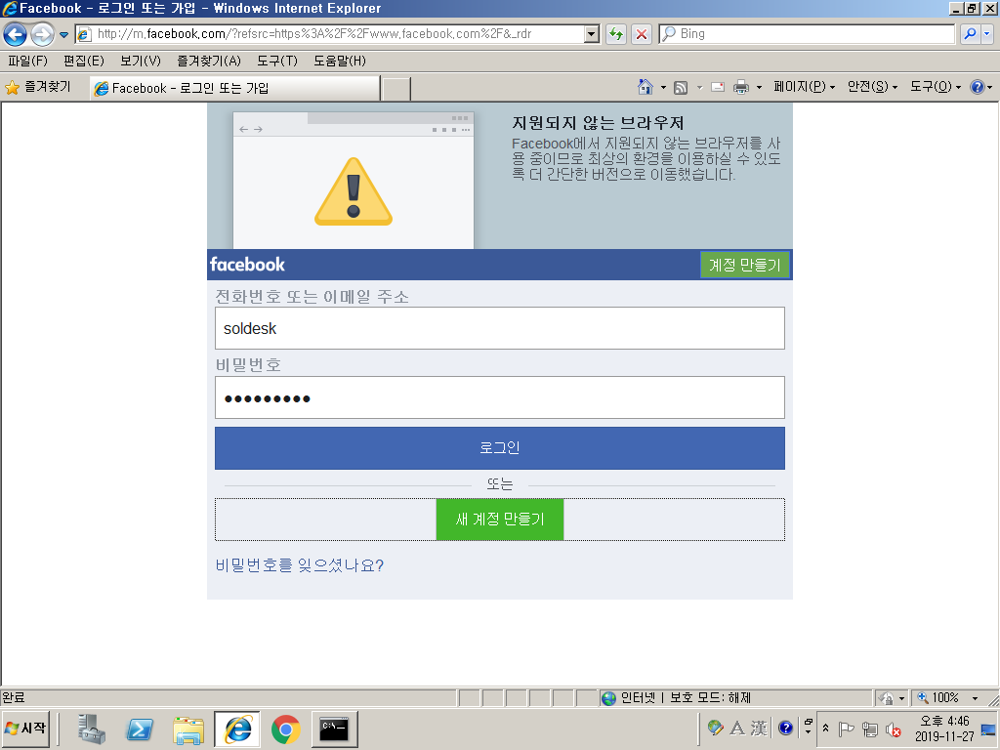 Facebook - 로그인 또는 가입 - Windows Internet Explorer
http://m.facebook.com/?refsrc=https%3A%2F%2Fwww.facebook.com%2F&_rdr
Bing
파일(F) 편집(E) 보기(V) 즐겨찾기(A) 도구(T) 도움말(H)
즐겨찾기 Facebook - 로그인 또는 가입 페이지(P) 안전(S) 도구(O)
지원되지 않는 브라우저
Facebook에서 지원되지 않는 브라우저를 사
용 중이므로 최상의 환경을 이용하실 수 있도
록 더 간단한 버전으로 이동했습니다.
facebook 계정 만들기
전화번호 또는 이메일 주소
soldesk
비밀번호
●●●●●●●●●
로그인
또는
새 계정 만들기
비밀번호를 잊으셨나요?
완료 인터넷 | 보호 모드: 해제 100%
시작 C:\ A 漢 오후 4:46
2019-11-27